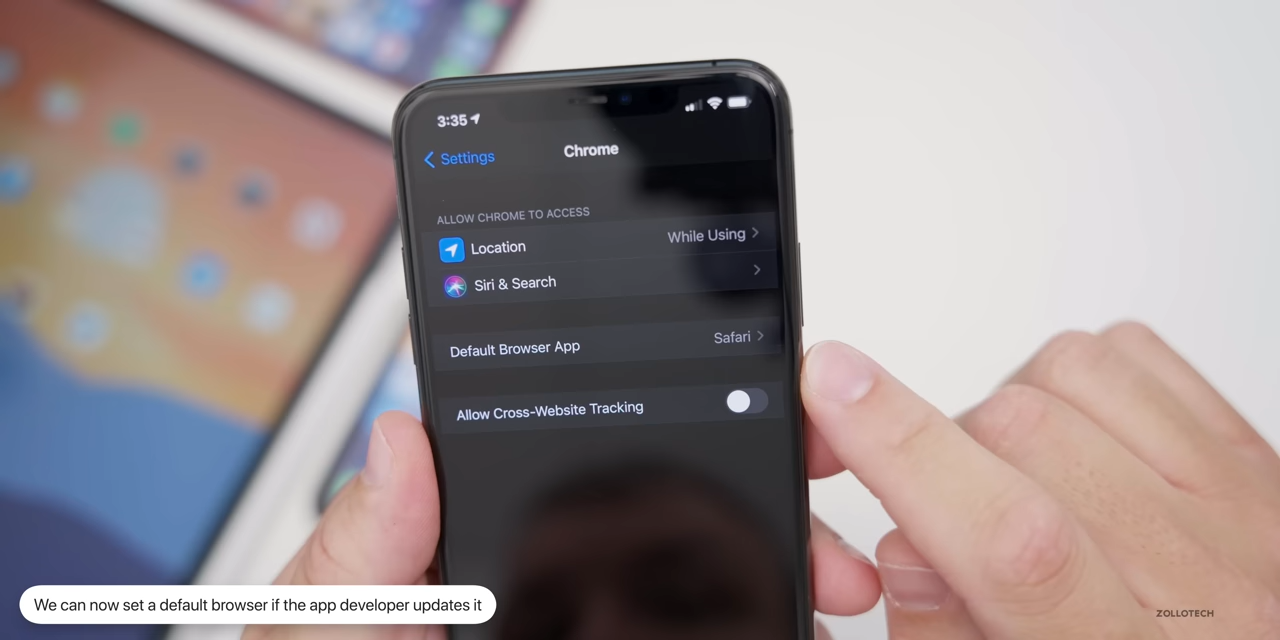 3:35
Settings
Chrome
ALLOW CHROME TO ACCESS
Location While Using
Siri & Search
Default Browser App Safari
Allow Cross-Website Tracking
We can now set a default browser if the app developer updates it
ZOLLOTECH